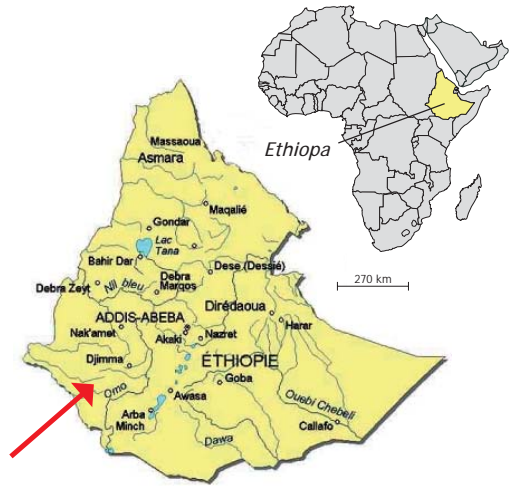 Ethiopa
270 km
Massaoua
Asmara
Maqalié
Gondar
Lac
Tana
Bahir Dar
Dese (Dessié)
Debra Zeyt
Nil bleu
Debra
Marqos
Dirédaoua
ADDIS-ABEBA
Harar
Nak'amet
Akaki
Nazret
Djimma
ÉTHIOPIE
Goba
Omo
Awasa
Ouebi Chebeli
Arba
Minch
Callafo
Dawa